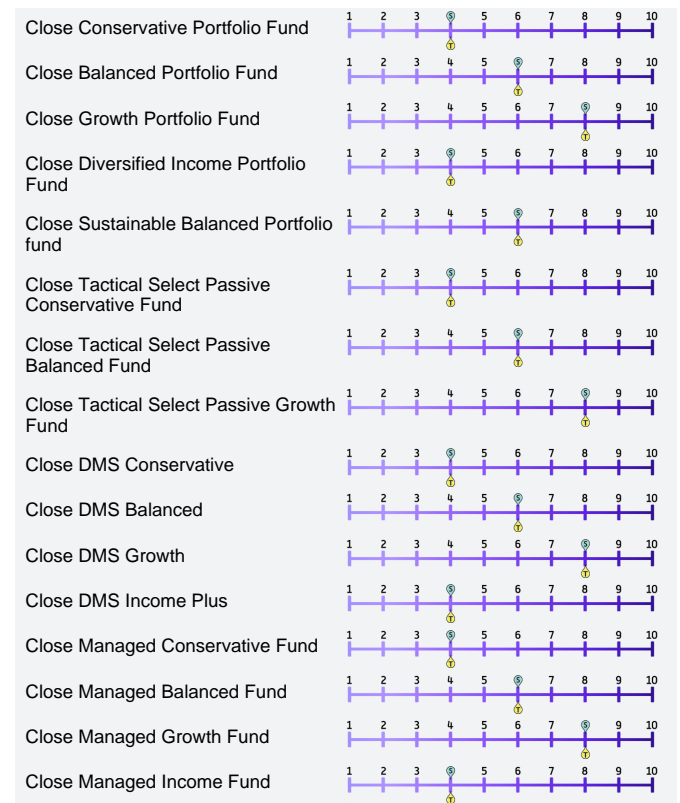 Close Conservative Portfolio Fund
1 2 3 S 5 6 7 8 9 10
T
Close Balanced Portfolio Fund
1 2 3 4 5 S 7 8 9 10
T
Close Growth Portfolio Fund
1 2 3 4 5 6 7 S 9 10
T
Close Diversified Income Portfolio
Fund
1 2 3 S 5 6 7 8 9 10
T
Close Sustainable Balanced Portfolio
fund
1 2 3 4 5 S 7 8 9 10
T
Close Tactical Select Passive
Conservative Fund
1 2 3 S 5 6 7 8 9 10
T
Close Tactical Select Passive
Balanced Fund
1 2 3 4 5 S 7 8 9 10
T
Close Tactical Select Passive Growth
Fund
1 2 3 4 5 6 7 S 9 10
T
Close DMS Conservative
1 2 3 S 5 6 7 8 9 10
T
Close DMS Balanced
1 2 3 4 5 S 7 8 9 10
T
Close DMS Growth
1 2 3 4 5 6 7 S 9 10
T
Close DMS Income Plus
1 2 3 S 5 6 7 8 9 10
T
Close Managed Conservative Fund
1 2 3 S 5 6 7 8 9 10
T
Close Managed Balanced Fund
1 2 3 4 5 S 7 8 9 10
T
Close Managed Growth Fund
1 2 3 4 5 6 7 S 9 10
T
Close Managed Income Fund
1 2 3 S 5 6 7 8 9 10
T